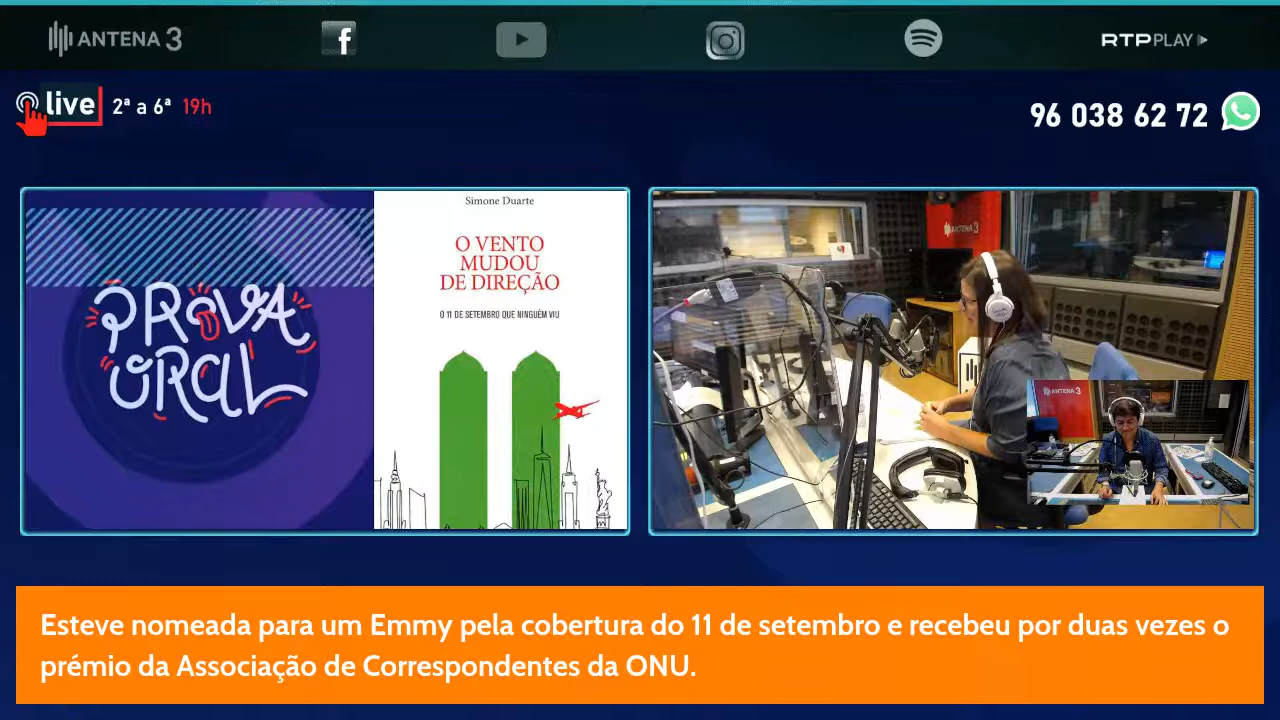 ANTENA 3
RTP PLAY
live 2ª a 6ª 19h
96 038 62 72
PROVA
ORAL
Simone Duarte
O VENTO
MUDOU
DE DIREÇÃO
O 11 DE SETEMBRO QUE NINGUÉM VIU
ANTENA 3
ANTENA 3
Esteve nomeada para um Emmy pela cobertura do 11 de setembro e recebeu por duas vezes o
prémio da Associação de Correspondentes da ONU.